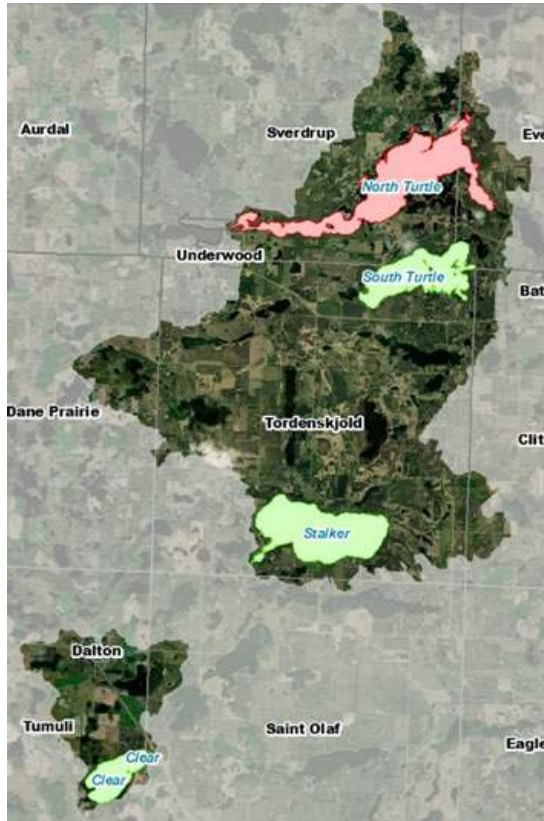 Aurdal
Sverdrup
Eve
North Turtle
Underwood
South Turtle
Bat
Dane Prairie
Tordenskjold
Clit
Stalker
Dalton
Tumuli
Saint Olaf
Clear
Clear
Eagle